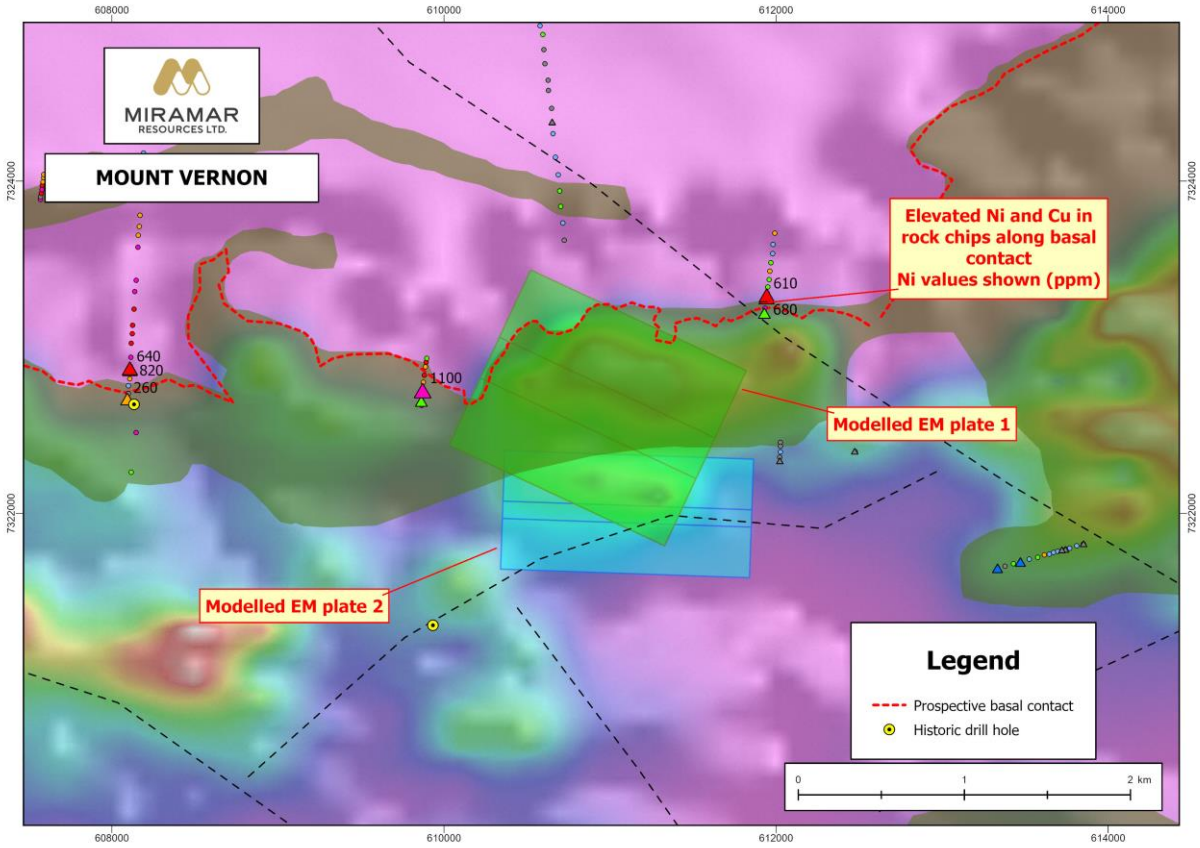 608000
610000
612000
614000
MIRAMAR
RESOURCES LTD.
MOUNT VERNON
7324000
7324000
Elevated Ni and Cu in
rock chips along basal
contact
Ni values shown (ppm)
610
680
640
820
260
1100
Modelled EM plate 1
7322000
7322000
Modelled EM plate 2
Legend
Prospective basal contact
Historic drill hole
0
1
2 km
608000
610000
612000
614000